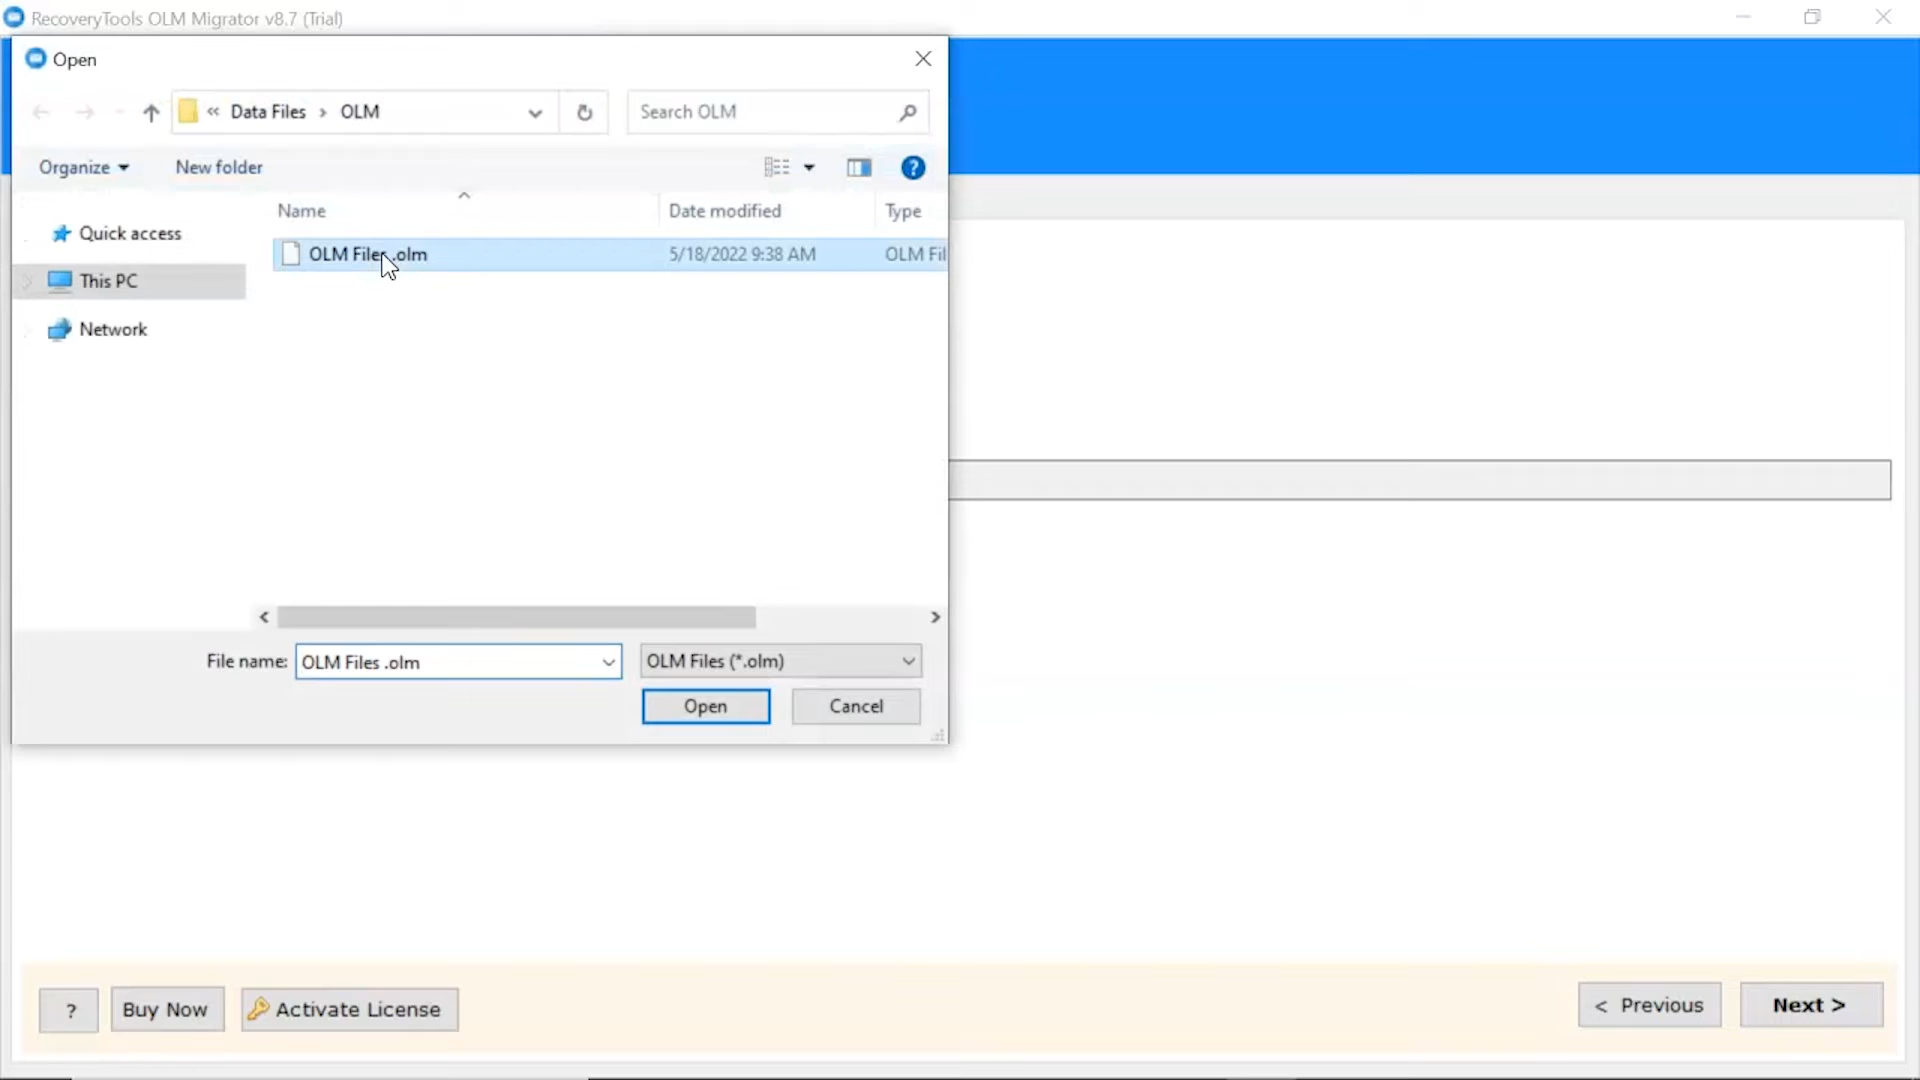 RecoveryTools OLM Migrator v8.7 (Trial)
Open
« Data Files › OLM
Search OLM
Organize
New folder
?
Name
Date modified
Type
Quick access
OLM Files .olm
5/18/2022 9:38 AM
OLM Fil
This PC
Network
File name:
OLM Files .olm
OLM Files (*.olm)
Open
Cancel
?
Buy Now
Activate License
< Previous
Next >